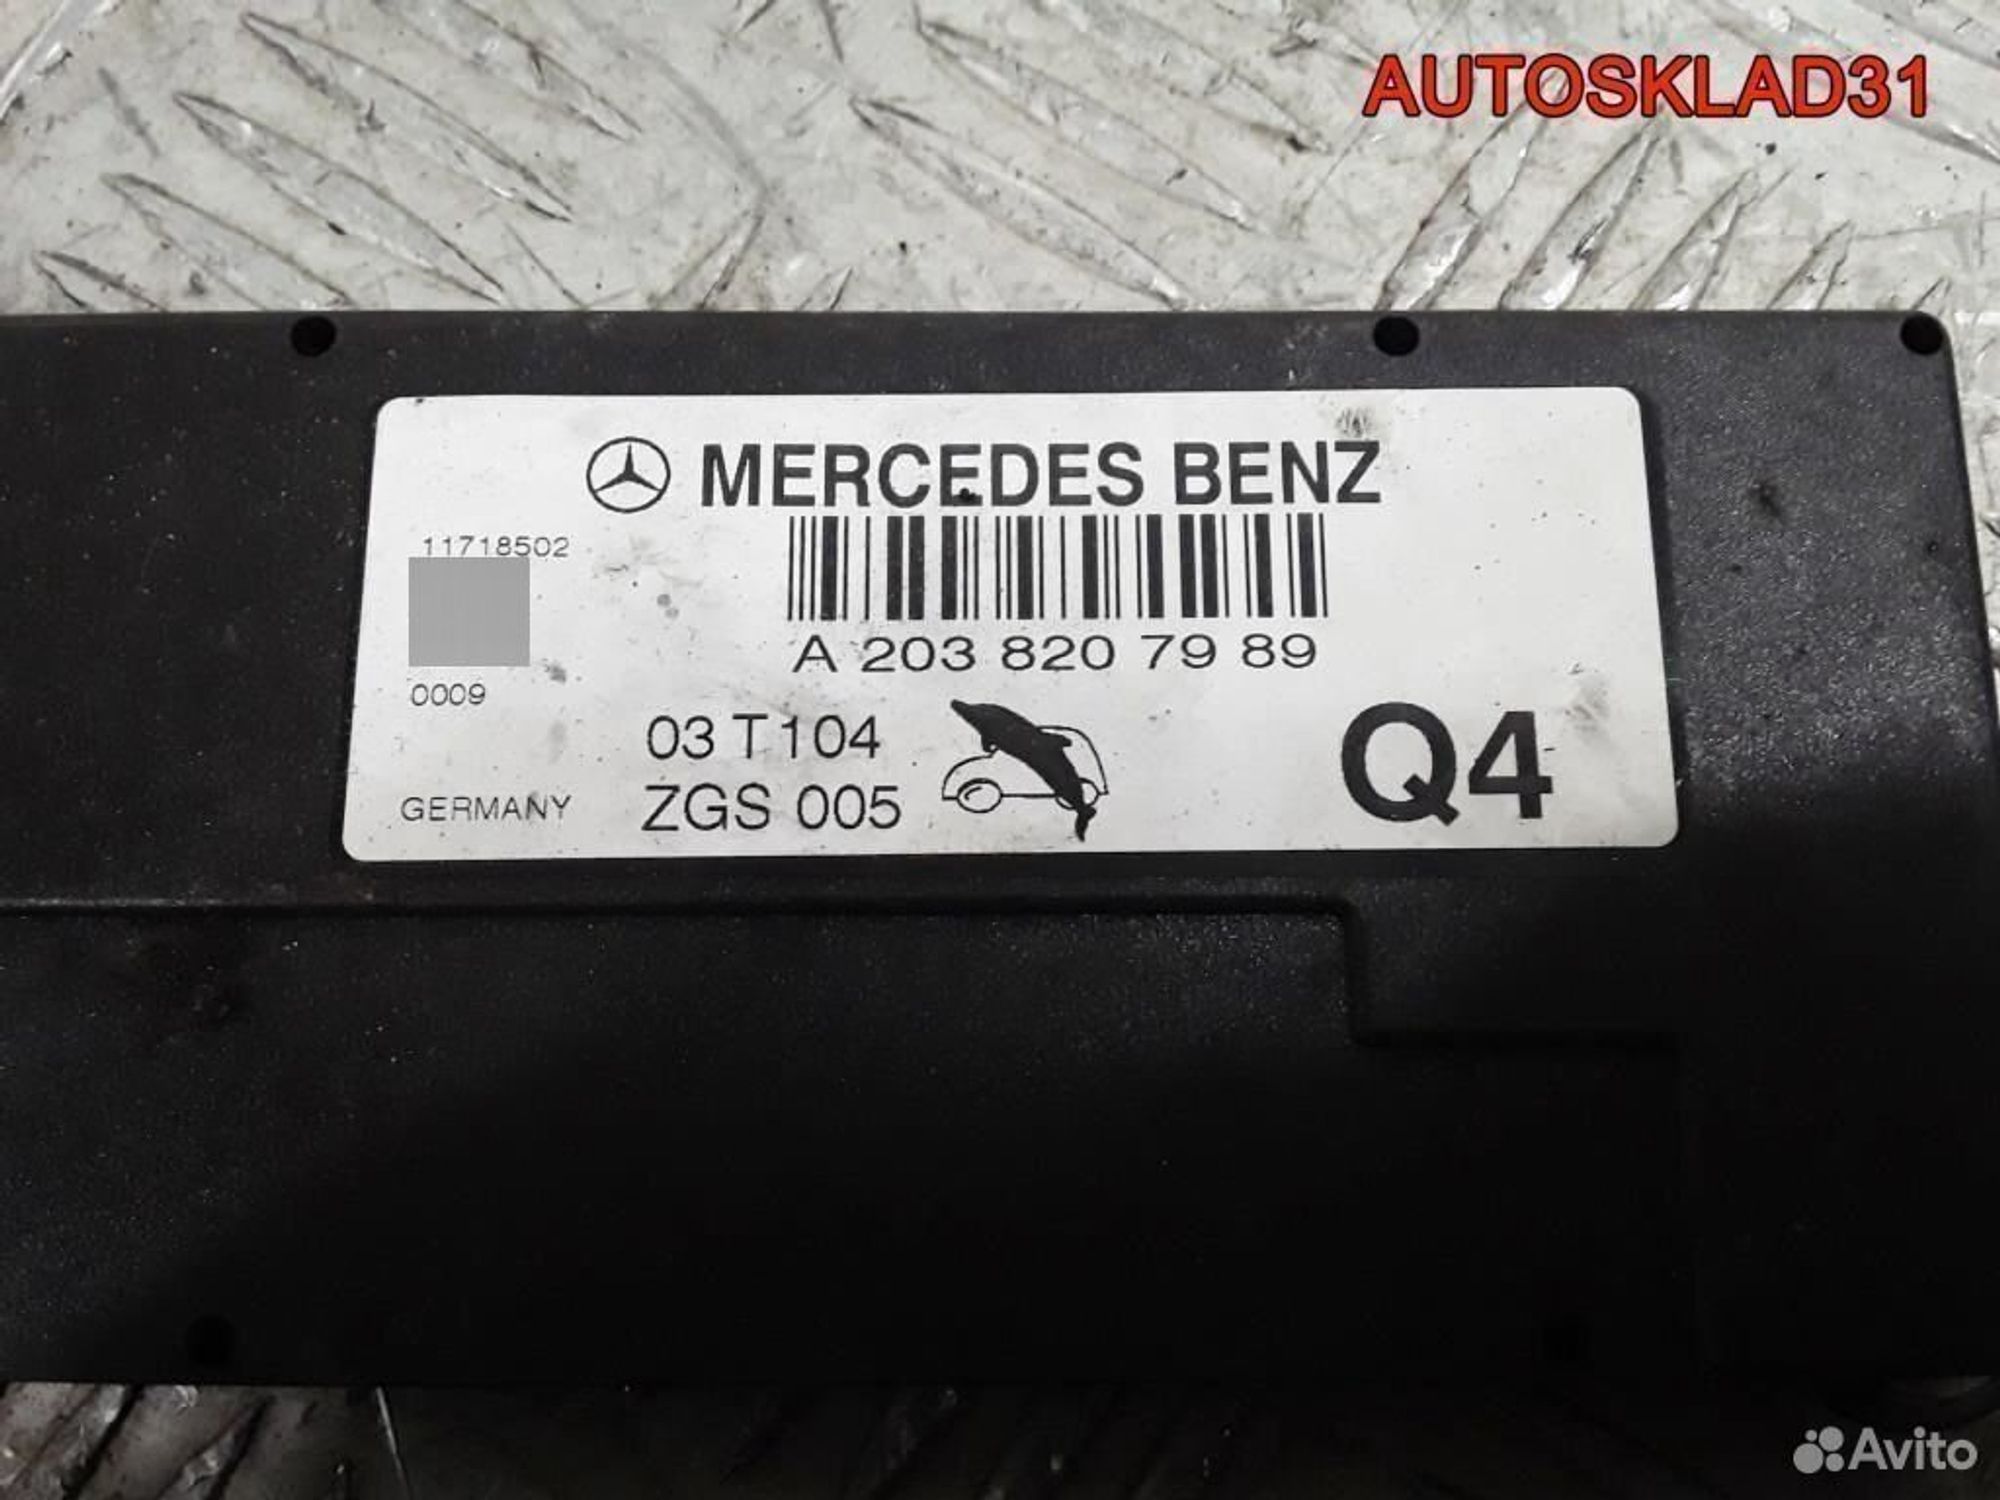 AUTOSKLAD31
MERCEDES BENZ
11718502
A 203 820 79 89
0009
03 T104
Q4
GERMANY
ZGS 005
Avito